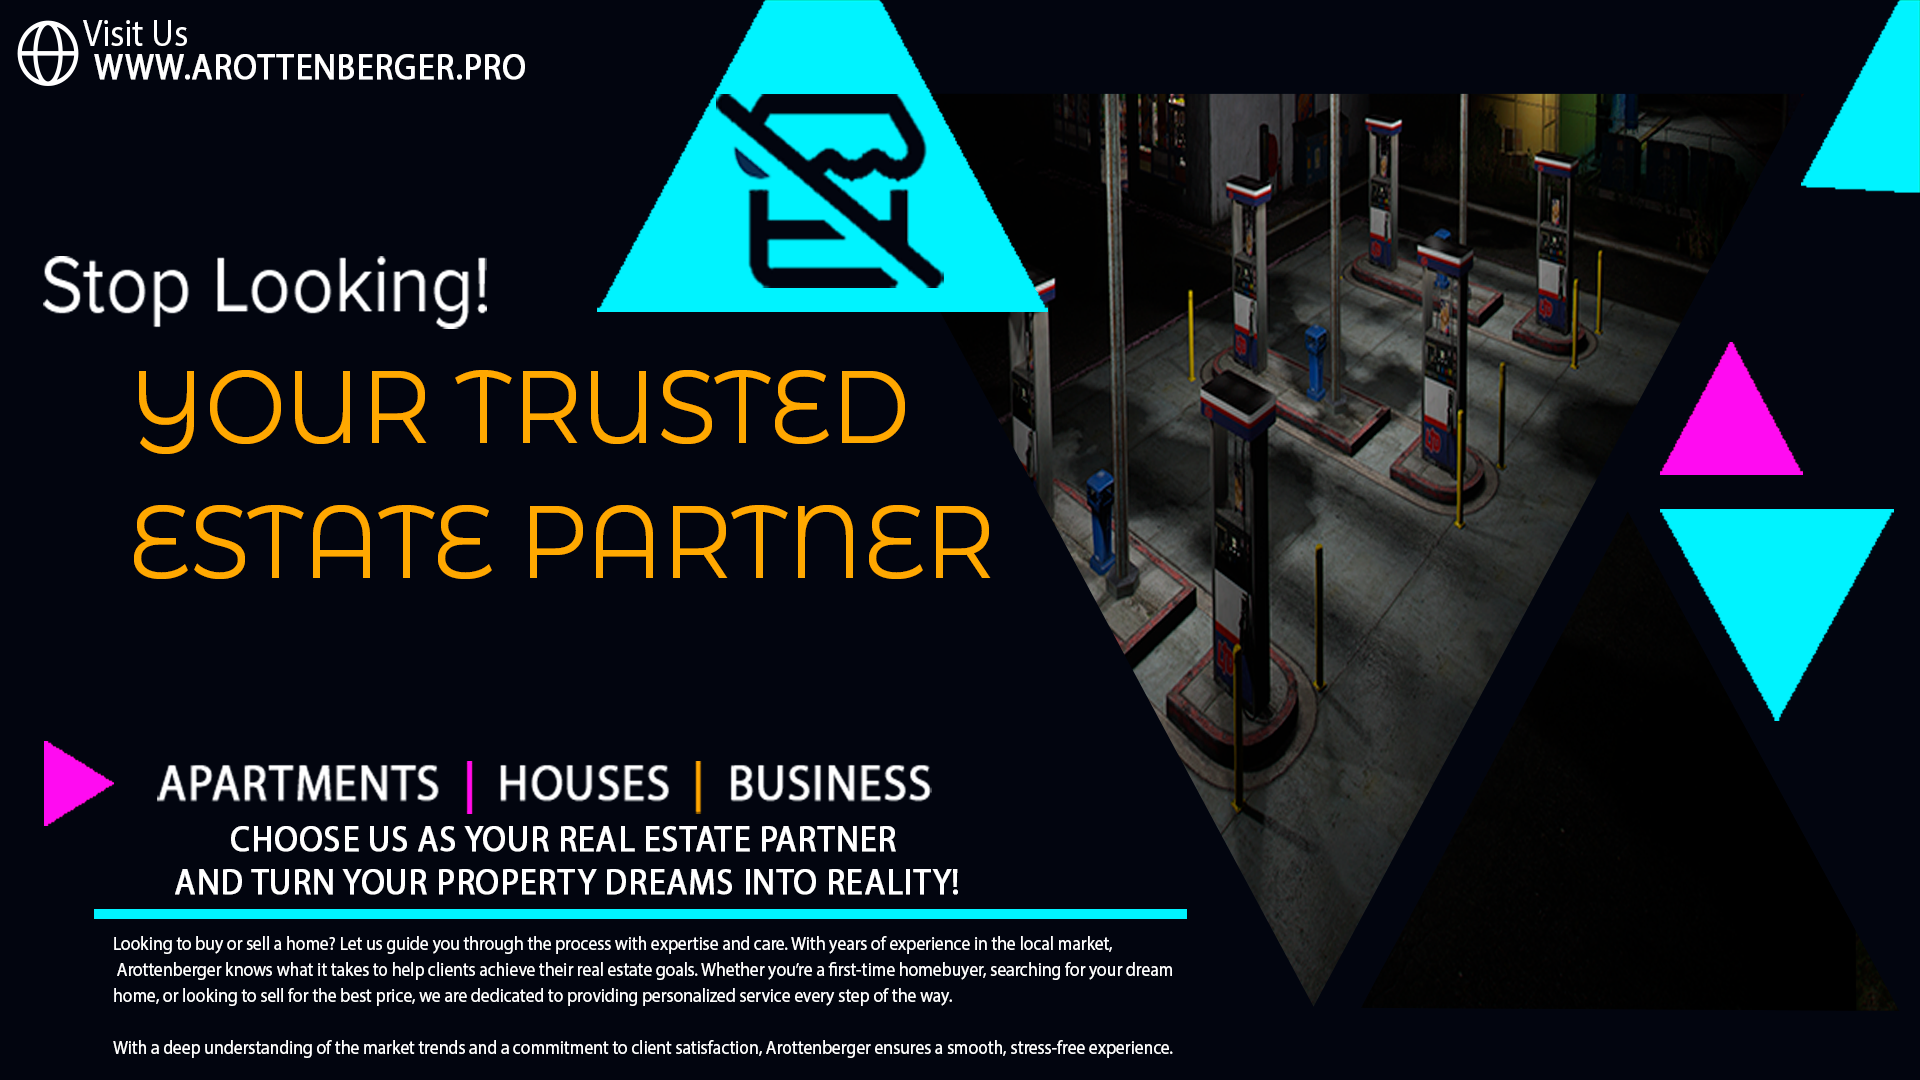 Visit Us
WWW.AROTTENBERGER.PRO
Stop Looking!
YOUR TRUSTED
ESTATE PARTNER
APARTMENTS | HOUSES | BUSINESS
CHOOSE US AS YOUR REAL ESTATE PARTNER
AND TURN YOUR PROPERTY DREAMS INTO REALITY!
Looking to buy or sell a home? Let us guide you through the process with expertise and care. With years of experience in the local market,
Arottenberger knows what it takes to help clients achieve their real estate goals. Whether you’re a first-time homebuyer, searching for your dream
home, or looking to sell for the best price, we are dedicated to providing personalized service every step of the way.
With a deep understanding of the market trends and a commitment to client satisfaction, Arottenberger ensures a smooth, stress-free experience.